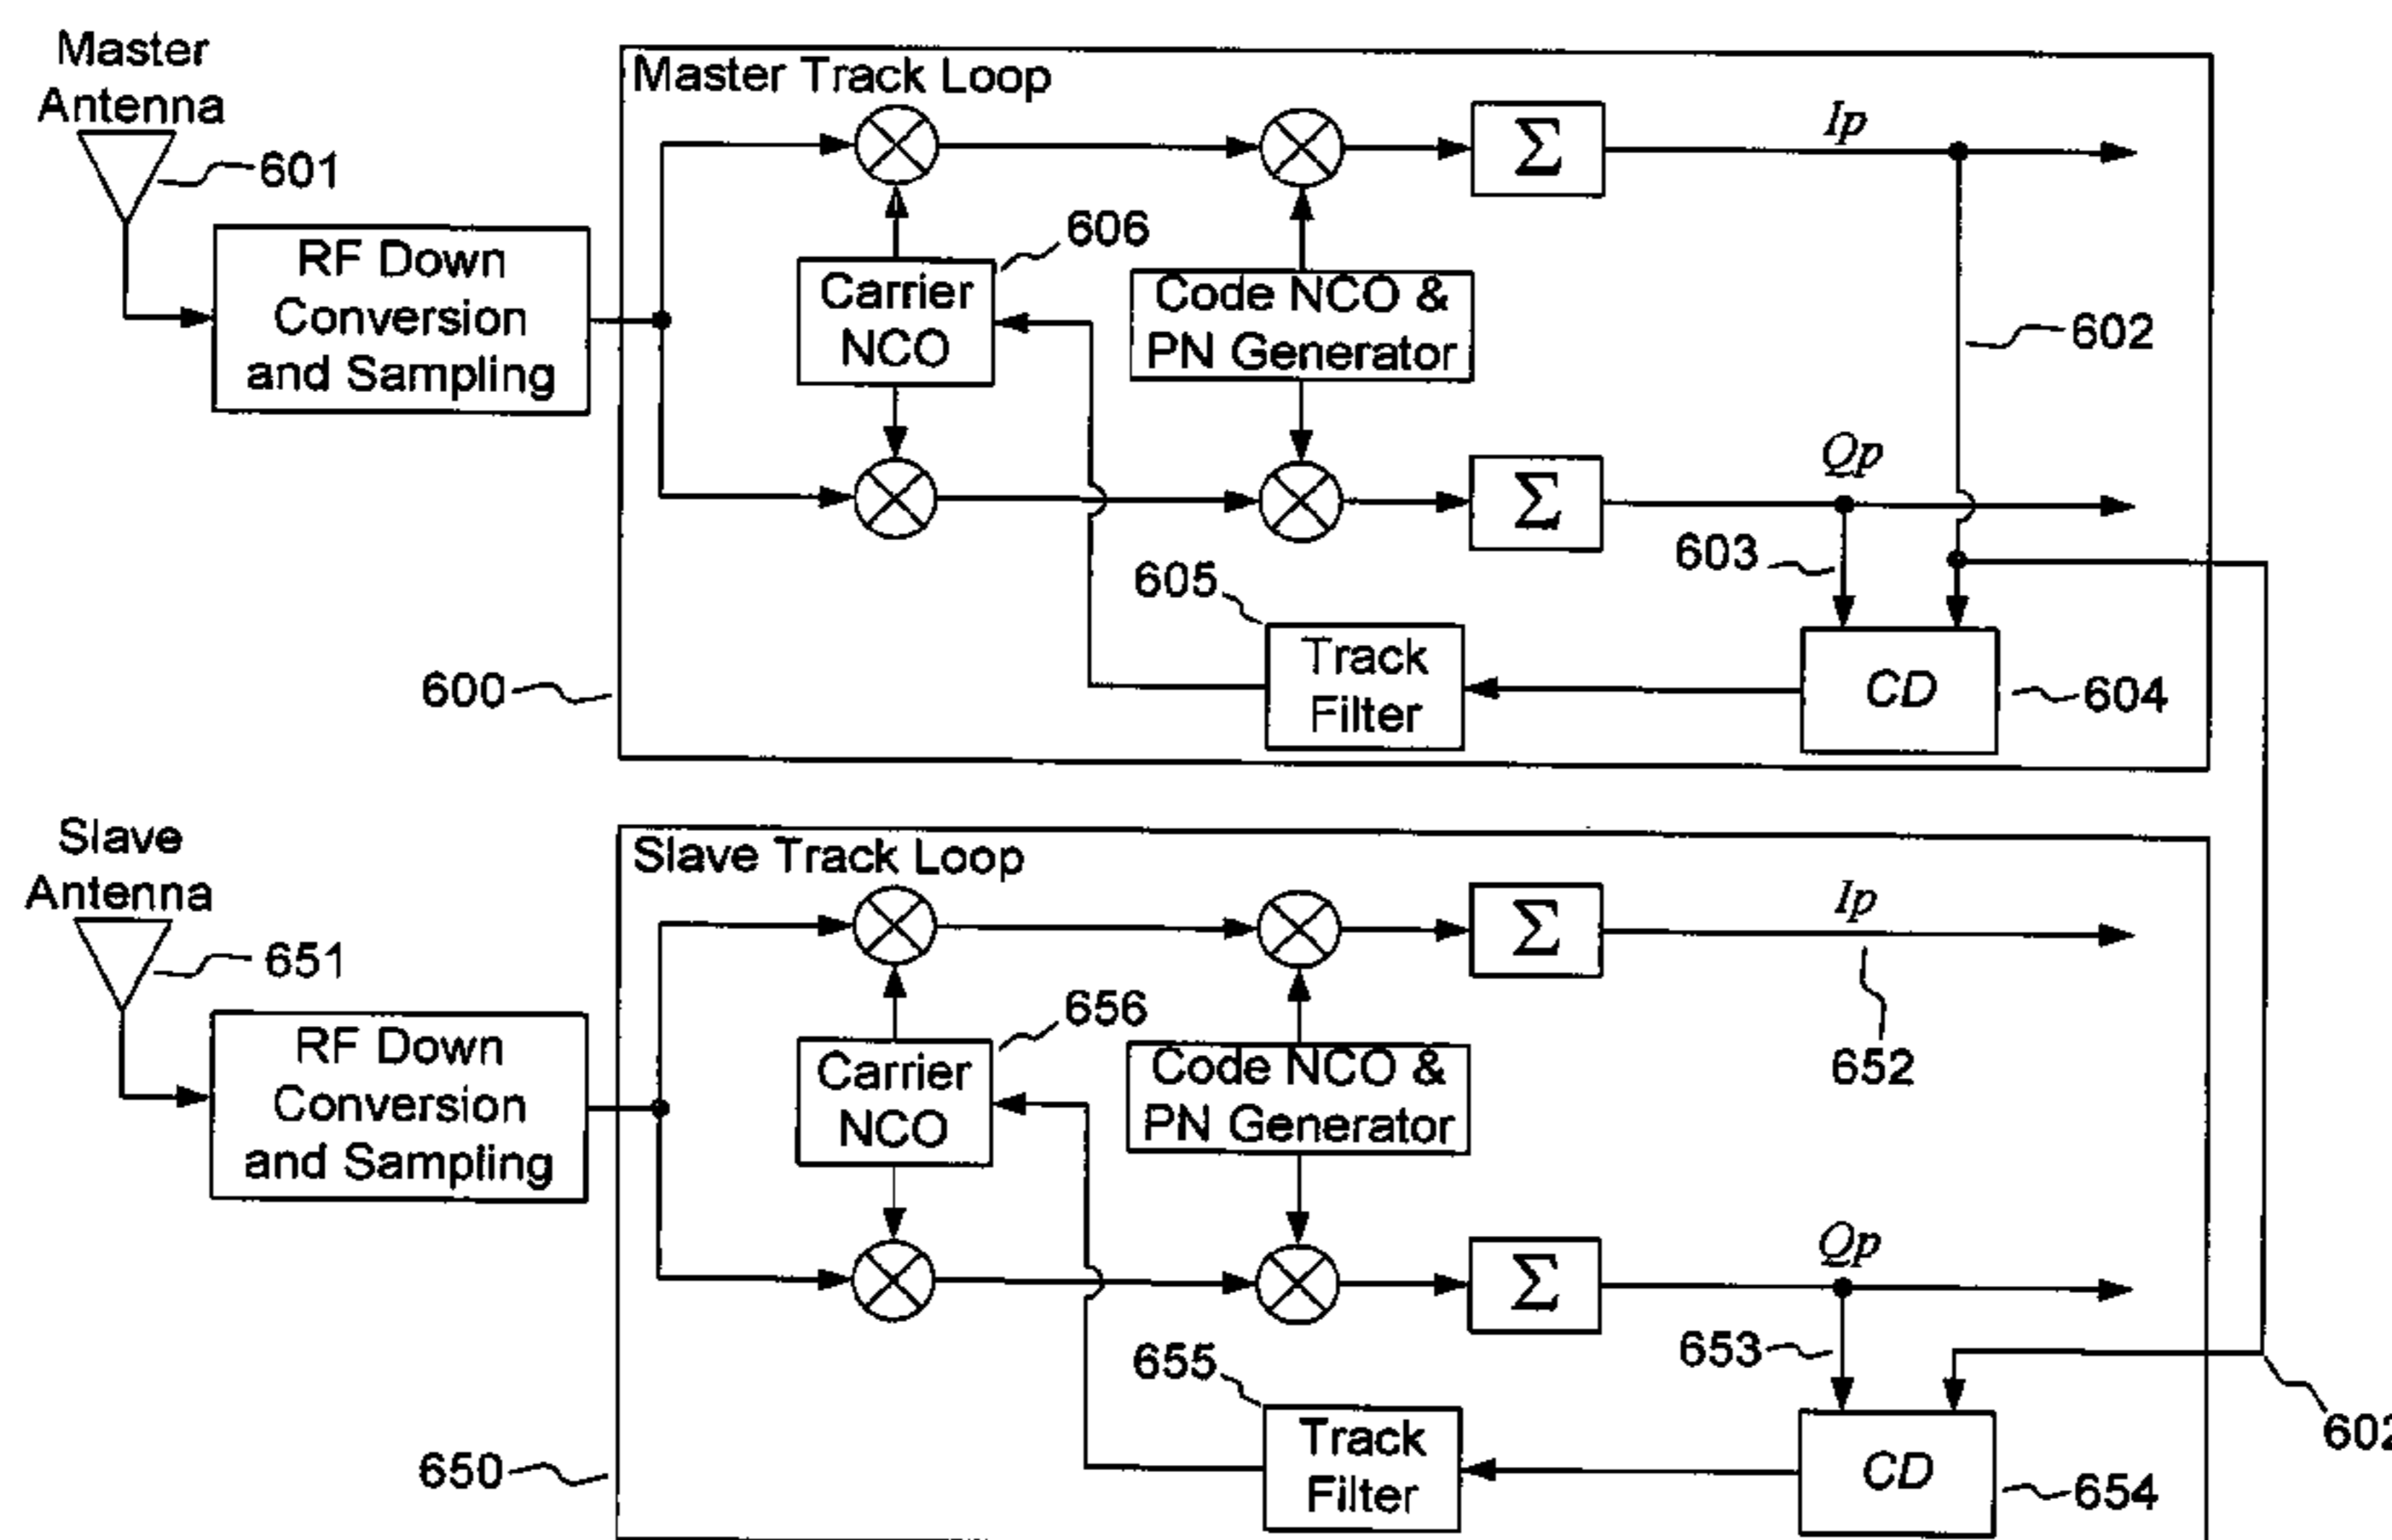 Master
Antenna
601
RF Down
Conversion
and Sampling
Master Track Loop
606
Carrier
NCO
Code NCO &
PN Generator
Σ
Ip
602
Σ
Qp
603
605
Track
Filter
CD
604
600
Slave
Antenna
651
RF Down
Conversion
and Sampling
Slave Track Loop
656
Carrier
NCO
Code NCO &
PN Generator
Σ
Ip
652
Σ
Qp
653
655
Track
Filter
CD
654
602
650